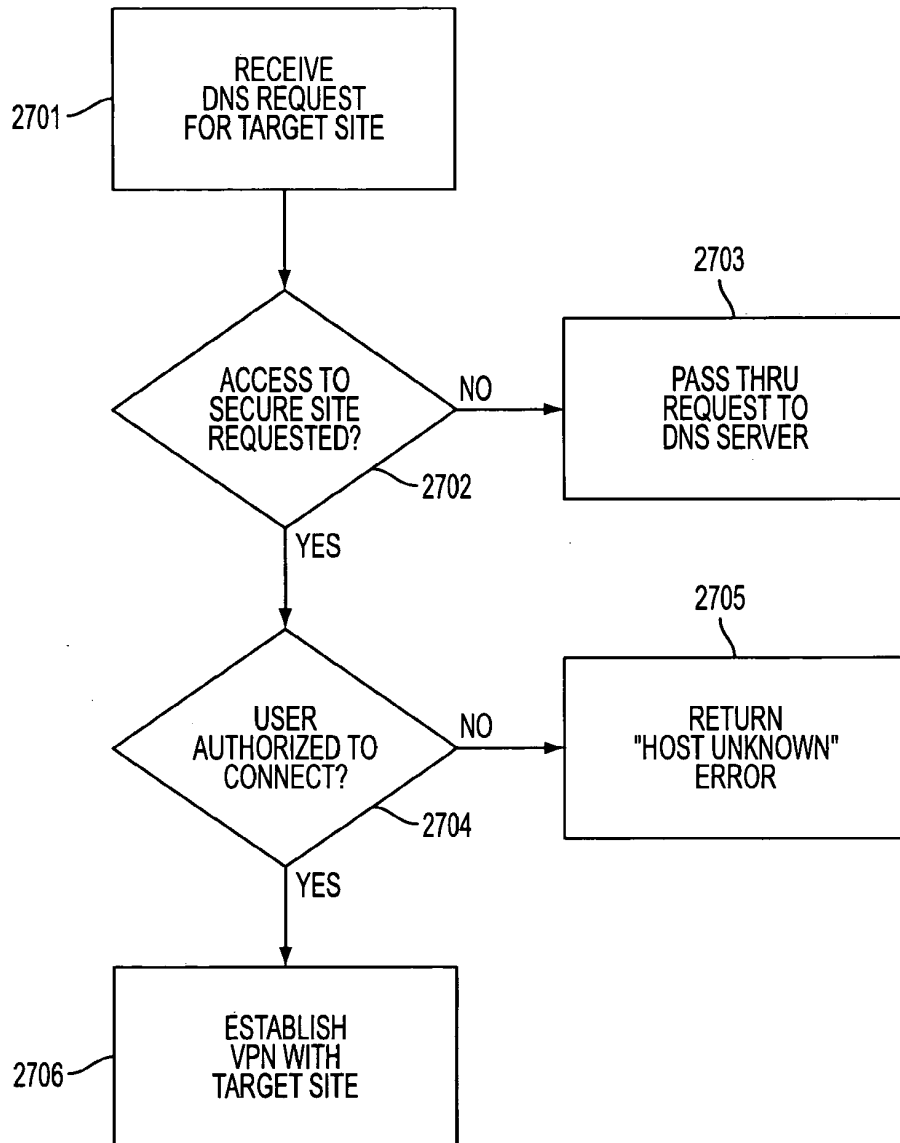 RECEIVE
DNS REQUEST
FOR TARGET SITE
2701
ACCESS TO
SECURE SITE
REQUESTED?
2702
NO
2703
PASS THRU
REQUEST TO
DNS SERVER
YES
USER
AUTHORIZED TO
CONNECT?
2704
NO
2705
RETURN
"HOST UNKNOWN"
ERROR
YES
ESTABLISH
VPN WITH
TARGET SITE
2706